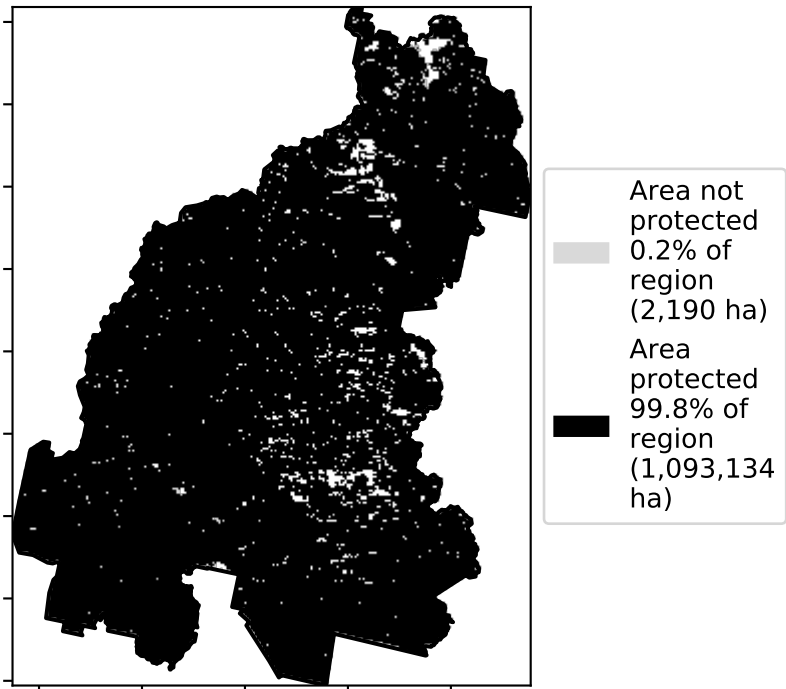 Area not
protected
0.2% of
region
(2,190 ha)
Area
protected
99.8% of
region
(1,093,134
ha)